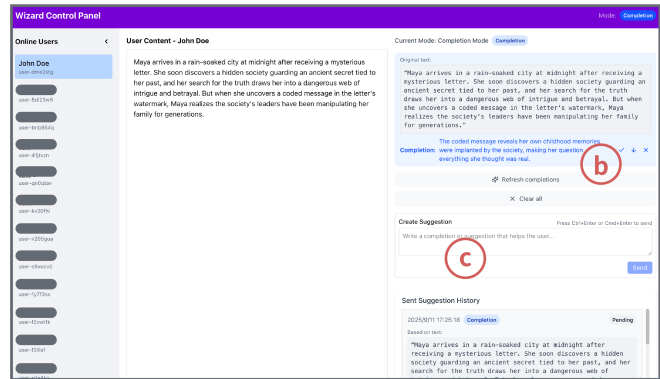 Wizard Control Panel
Mode: Completion
Online Users
John Doe
user-dme2stg
user-8d523w5
user-tmb854q
user-41jtxzn
user-qn0qbxr
user-kv26fhi
user-v205gua
user-y7f3ss
user-f2xwttk
user-f3i6af
User Content - John Doe
Maya arrives in a rain-soaked city at midnight after receiving a mysterious
letter. She soon discovers a hidden society guarding an ancient secret tied to
her past, and her search for the truth draws her into a dangerous web of
intrigue and betrayal. But when she uncovers a coded message in the letter's
watermark, Maya realizes the society's leaders have been manipulating her
family for generations.
Current Mode: Completion Mode Completion
Original text:
"Maya arrives in a rain-soaked city at midnight after receiving a
mysterious letter. She soon discovers a hidden society guarding an
ancient secret tied to her past, and her search for the truth
draws her into a dangerous web of intrigue and betrayal. But when
she uncovers a coded message in the letter's watermark, Maya
realizes the society's leaders have been manipulating her family
for generations."
The coded message reveals her own childhood memories
Completion: were implanted by the society, making her question
everything she thought was real.
b
Refresh completions
Clear all
Create Suggestion
Press Ctrl+Enter or Cmd+Enter to send
Write a completion or suggestion that helps the user...
c
Send
Sent Suggestion History
2025/9/11 17:25:18 Completion Pending
Based on text:
"Maya arrives in a rain-soaked city at midnight after
receiving a mysterious letter. She soon discovers a hidden
society guarding an ancient secret tied to her past, and
her search for the truth draws her into a dangerous web of